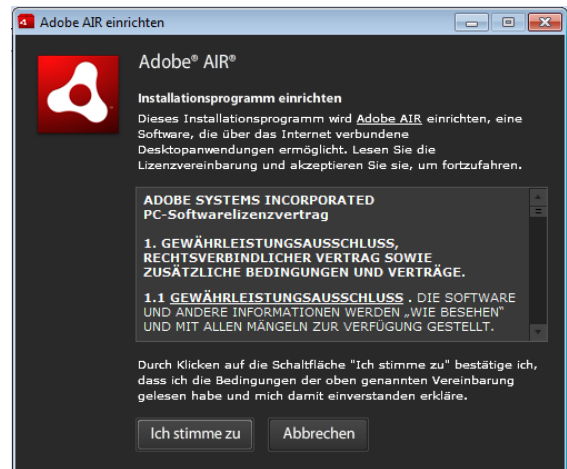 Adobe AIR einrichten
Adobe® AIR®
Installationsprogramm einrichten
Dieses Installationsprogramm wird Adobe AIR einrichten, eine
Software, die über das Internet verbundene
Desktopanwendungen ermöglicht. Lesen Sie die
Lizenzvereinbarung und akzeptieren Sie sie, um fortzufahren.
ADOBE SYSTEMS INCORPORATED
PC-Softwarelizenzvertrag
1. GEWÄHRLEISTUNGSAUSSCHLUSS,
RECHTSVERBINDLICHER VERTRAG SOWIE
ZUSÄTZLICHE BEDINGUNGEN UND VERTRÄGE.
1.1 GEWÄHRLEISTUNGSAUSSCHLUSS . DIE SOFTWARE
UND ANDERE INFORMATIONEN WERDEN „WIE BESEHEN"
UND MIT ALLEN MÄNGELN ZUR VERFÜGUNG GESTELLT.
Durch Klicken auf die Schaltfläche "Ich stimme zu" bestätige ich,
dass ich die Bedingungen der oben genannten Vereinbarung
gelesen habe und mich damit einverstanden erkläre.
Ich stimme zu
Abbrechen